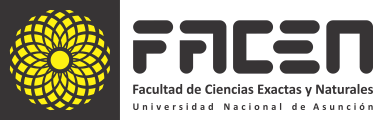 FACEN
Facultad de Ciencias Exactas y Naturales
Universidad Nacional de Asunción